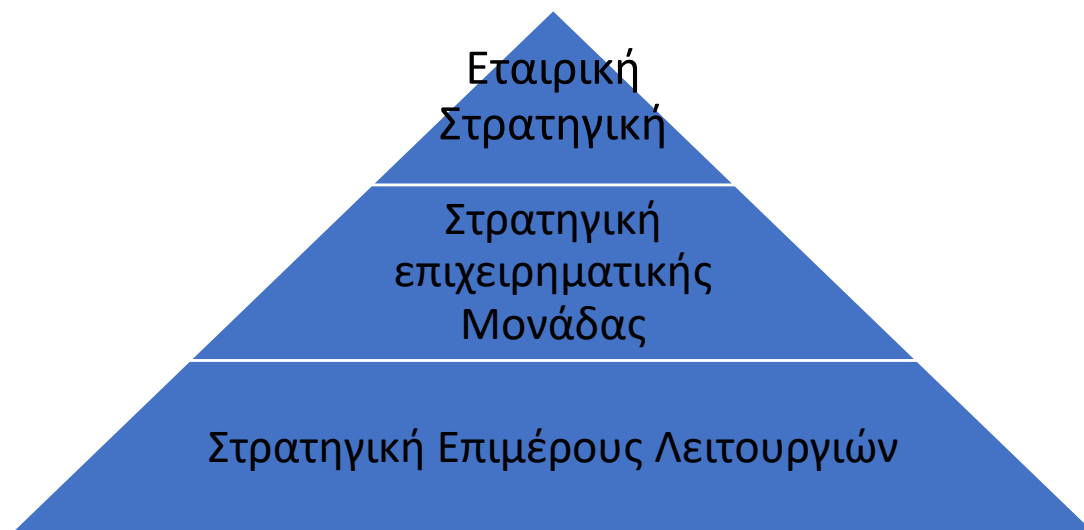 Εταιρική
Στρατηγική
Στρατηγική
επιχειρηματικής
Μονάδας
Στρατηγική Επιμέρους Λειτουργιών